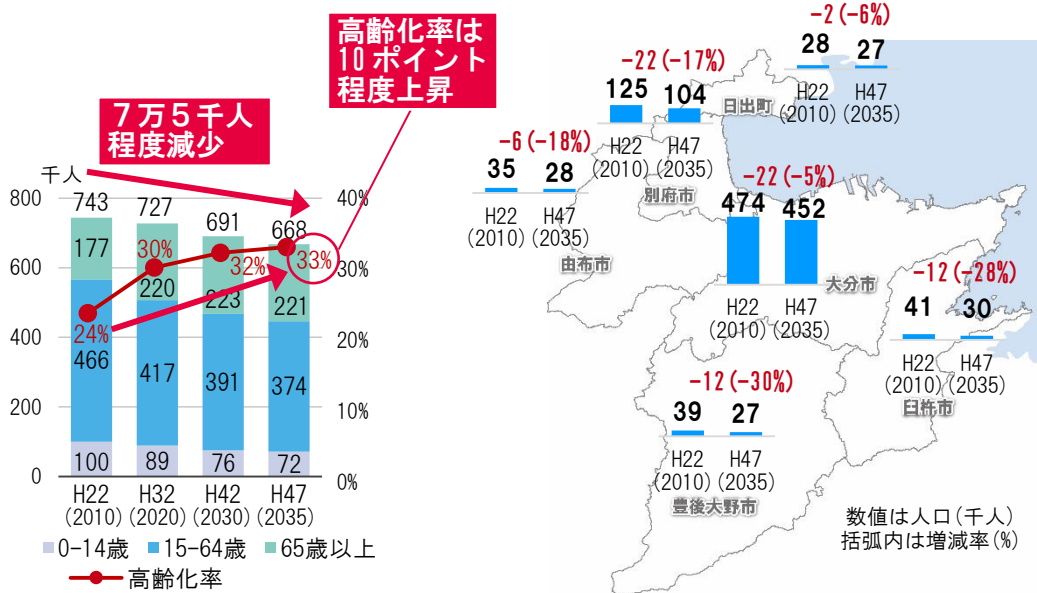 高齢化率は
10ポイント
程度上昇
７万５千人
程度減少
千人
800
600
400
200
0
40%
30%
20%
10%
0%
743
727
691
668
177
220
223
221
30%
32%
33%
24%
466
417
391
374
100
89
76
72
H22
(2010)
H32
(2020)
H42
(2030)
H47
(2035)
0-14歳
15-64歳
65歳以上
高齢化率
-2(-6%)
28
27
H22
(2010)
H47
(2035)
日出町
-22(-17%)
125
104
H22
(2010)
H47
(2035)
別府市
-6(-18%)
35
28
H22
(2010)
H47
(2035)
由布市
-22(-5%)
474
452
H22
(2010)
H47
(2035)
大分市
-12(-28%)
41
30
H22
(2010)
H47
(2035)
臼杵市
-12(-30%)
39
27
H22
(2010)
H47
(2035)
豊後大野市
数値は人口(千人)
括弧内は増減率(%)